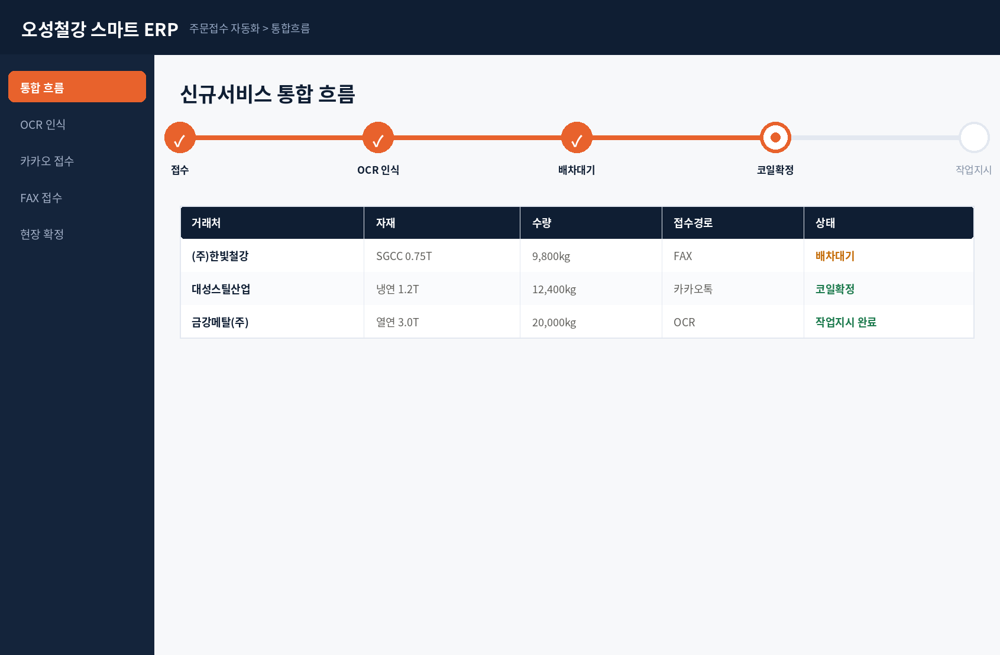 오성철강 스마트 ERP 주문접수 자동화 > 통합흐름
통합 흐름
OCR 인식
카카오 접수
FAX 접수
현장 확정
신규서비스 통합 흐름
✓ ✓ ✓
접수 OCR 인식 배차대기 코일확정 작업지시
거래처 자재 수량 접수경로 상태
(주)한빛철강 SGCC 0.75T 9,800kg FAX 배차대기
대성스틸산업 냉연 1.2T 12,400kg 카카오톡 코일확정
금강메탈(주) 열연 3.0T 20,000kg OCR 작업지시 완료